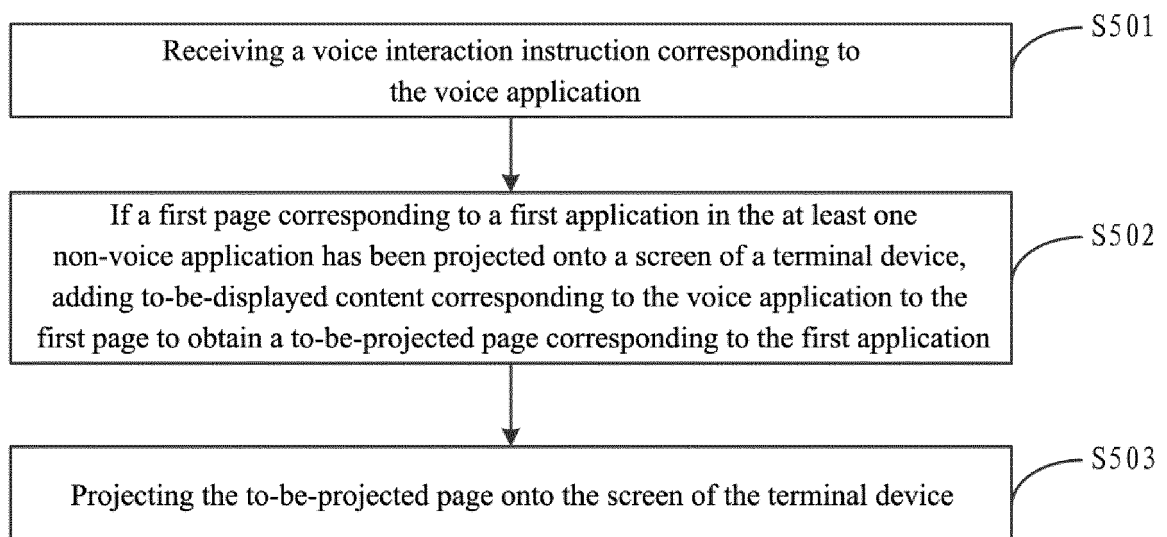 S501
Receiving a voice interaction instruction corresponding to
the voice application
If a first page corresponding to a first application in the at least one
non-voice application has been projected onto a screen of a terminal device,
adding to-be-displayed content corresponding to the voice application to the
first page to obtain a to-be-projected page corresponding to the first application
S502
Projecting the to-be-projected page onto the screen of the terminal device
S503